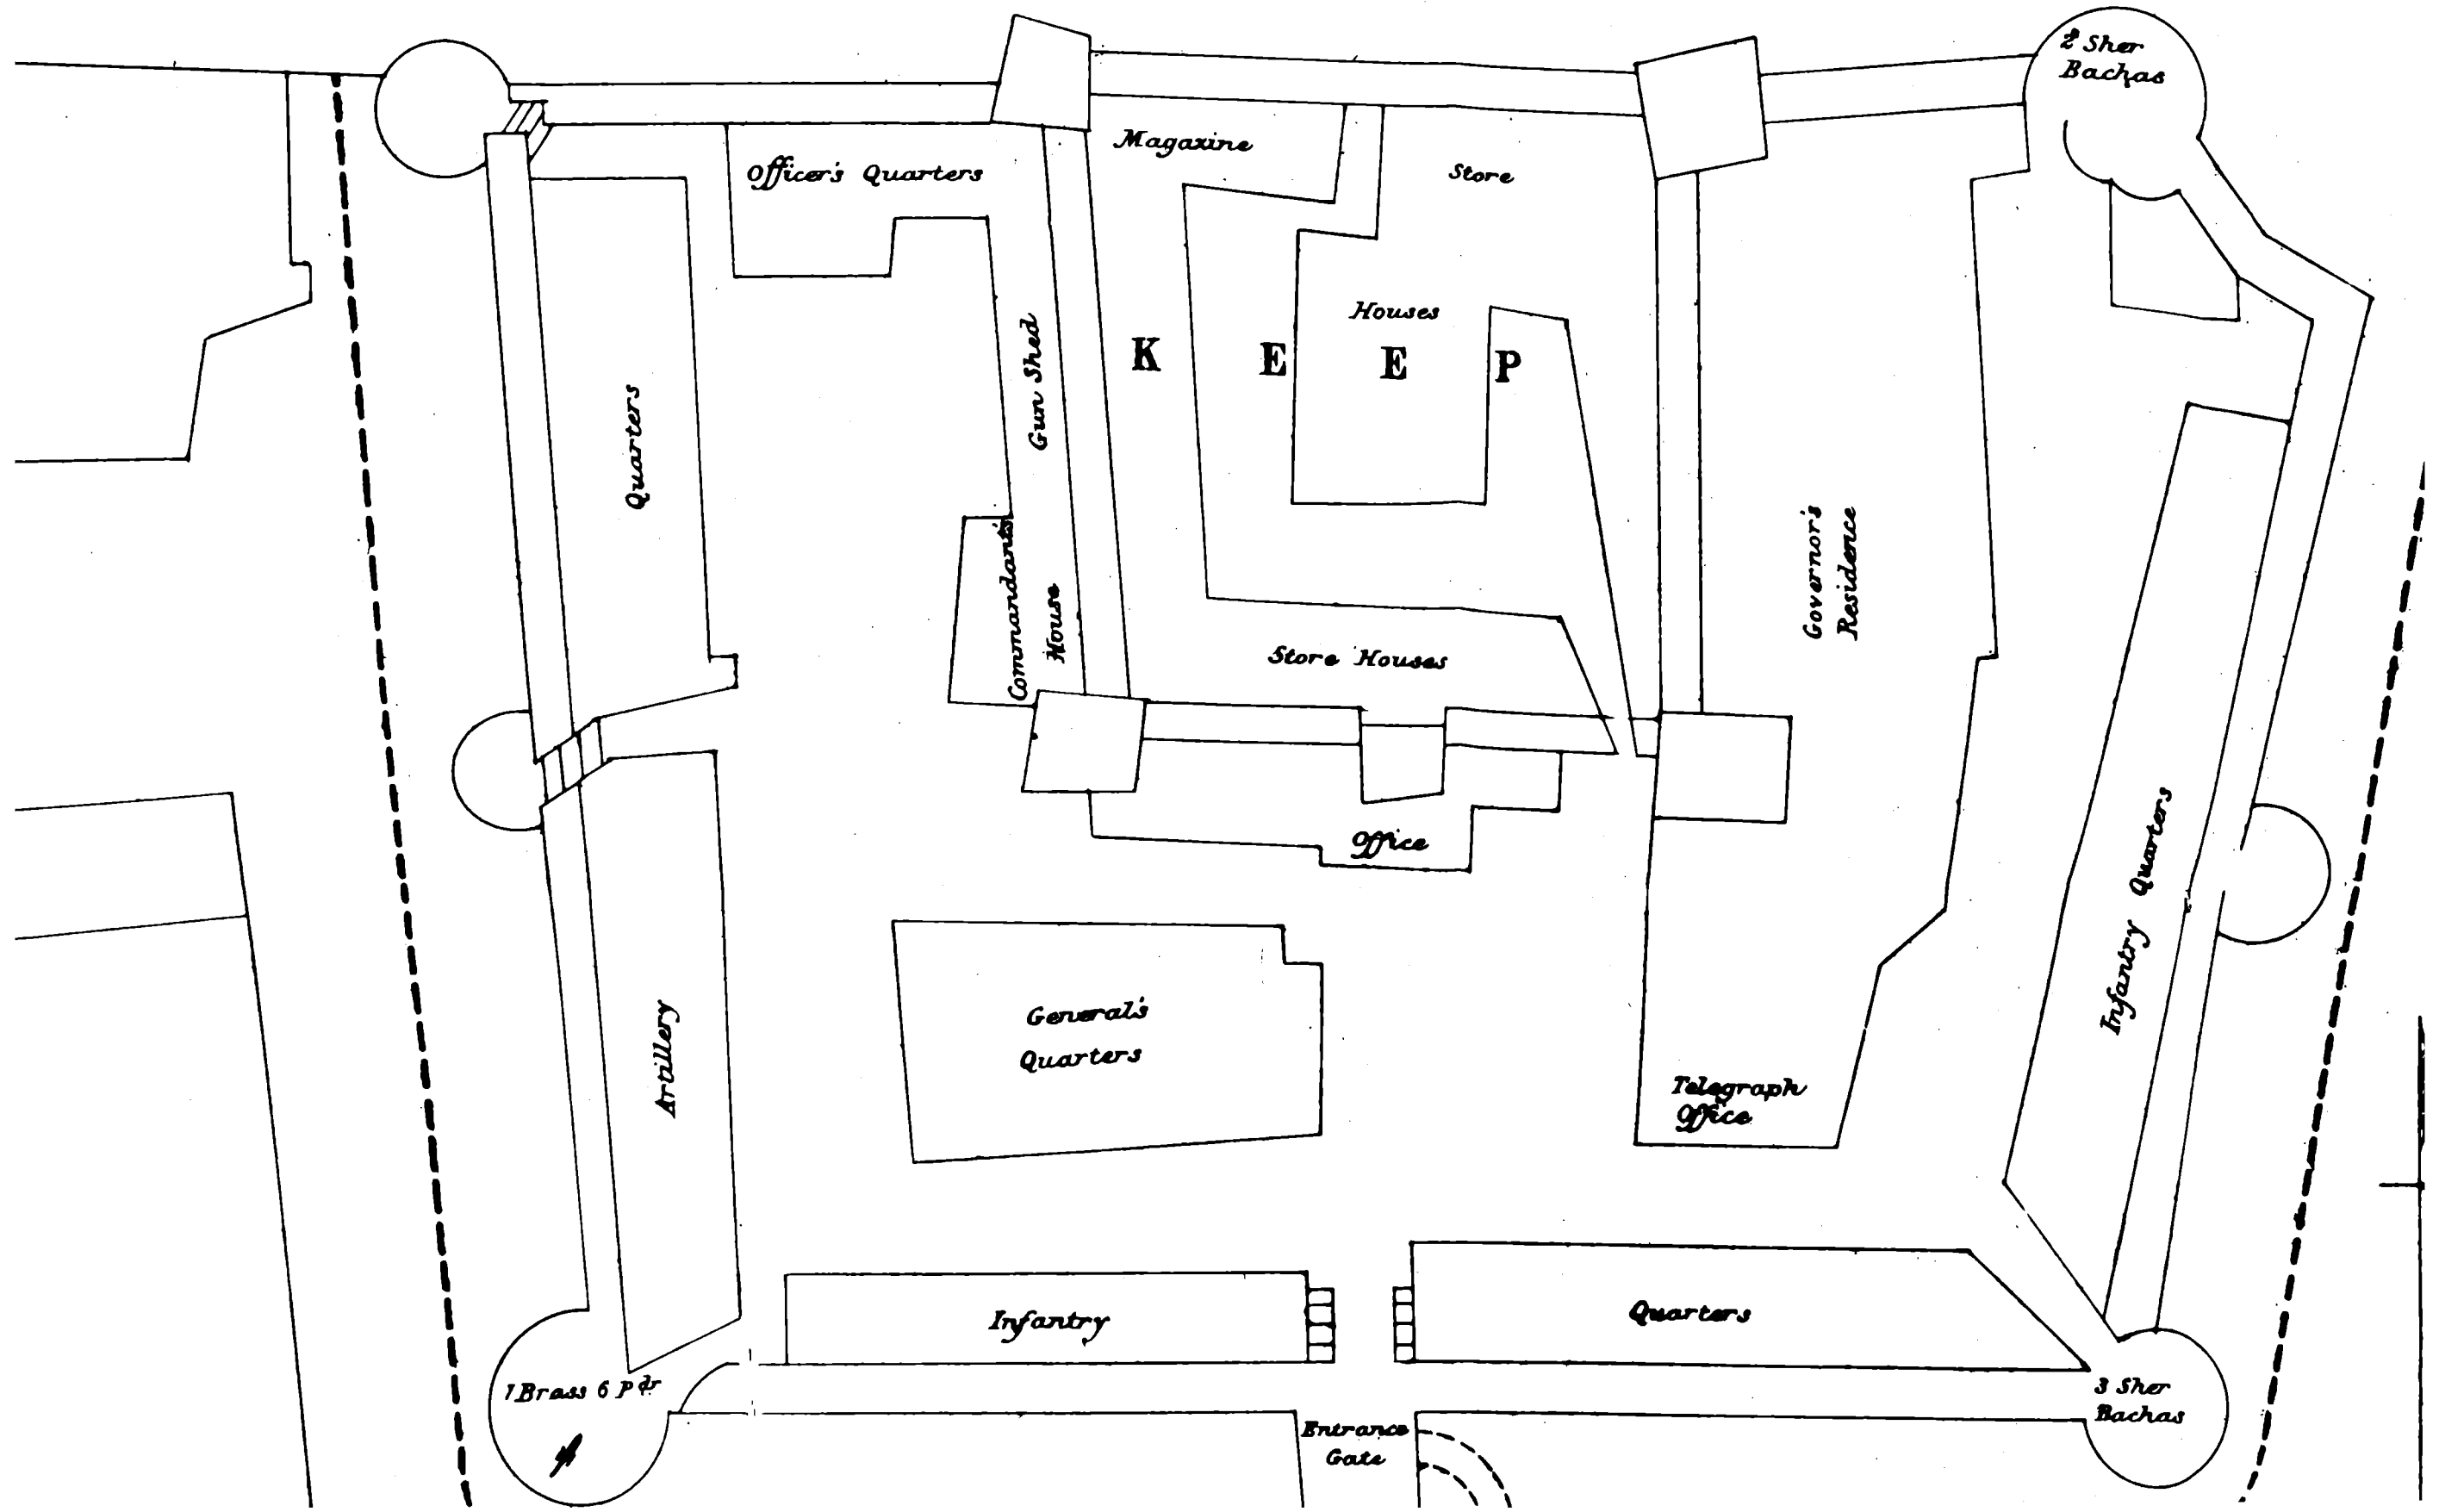 2 Sher
Bachas
Magazine
Officer's Quarters
Store
Houses
Gun Shed
K E E P
Quarters
Governor's
Residence
Commandant's
House
Store Houses
Office
Infantry Quarters
General's
Quarters
Artillery
Telegraph
Office
Infantry
Quarters
1 Brass 6 Pdr
3 Sher
Bachas
Entrance
Gate